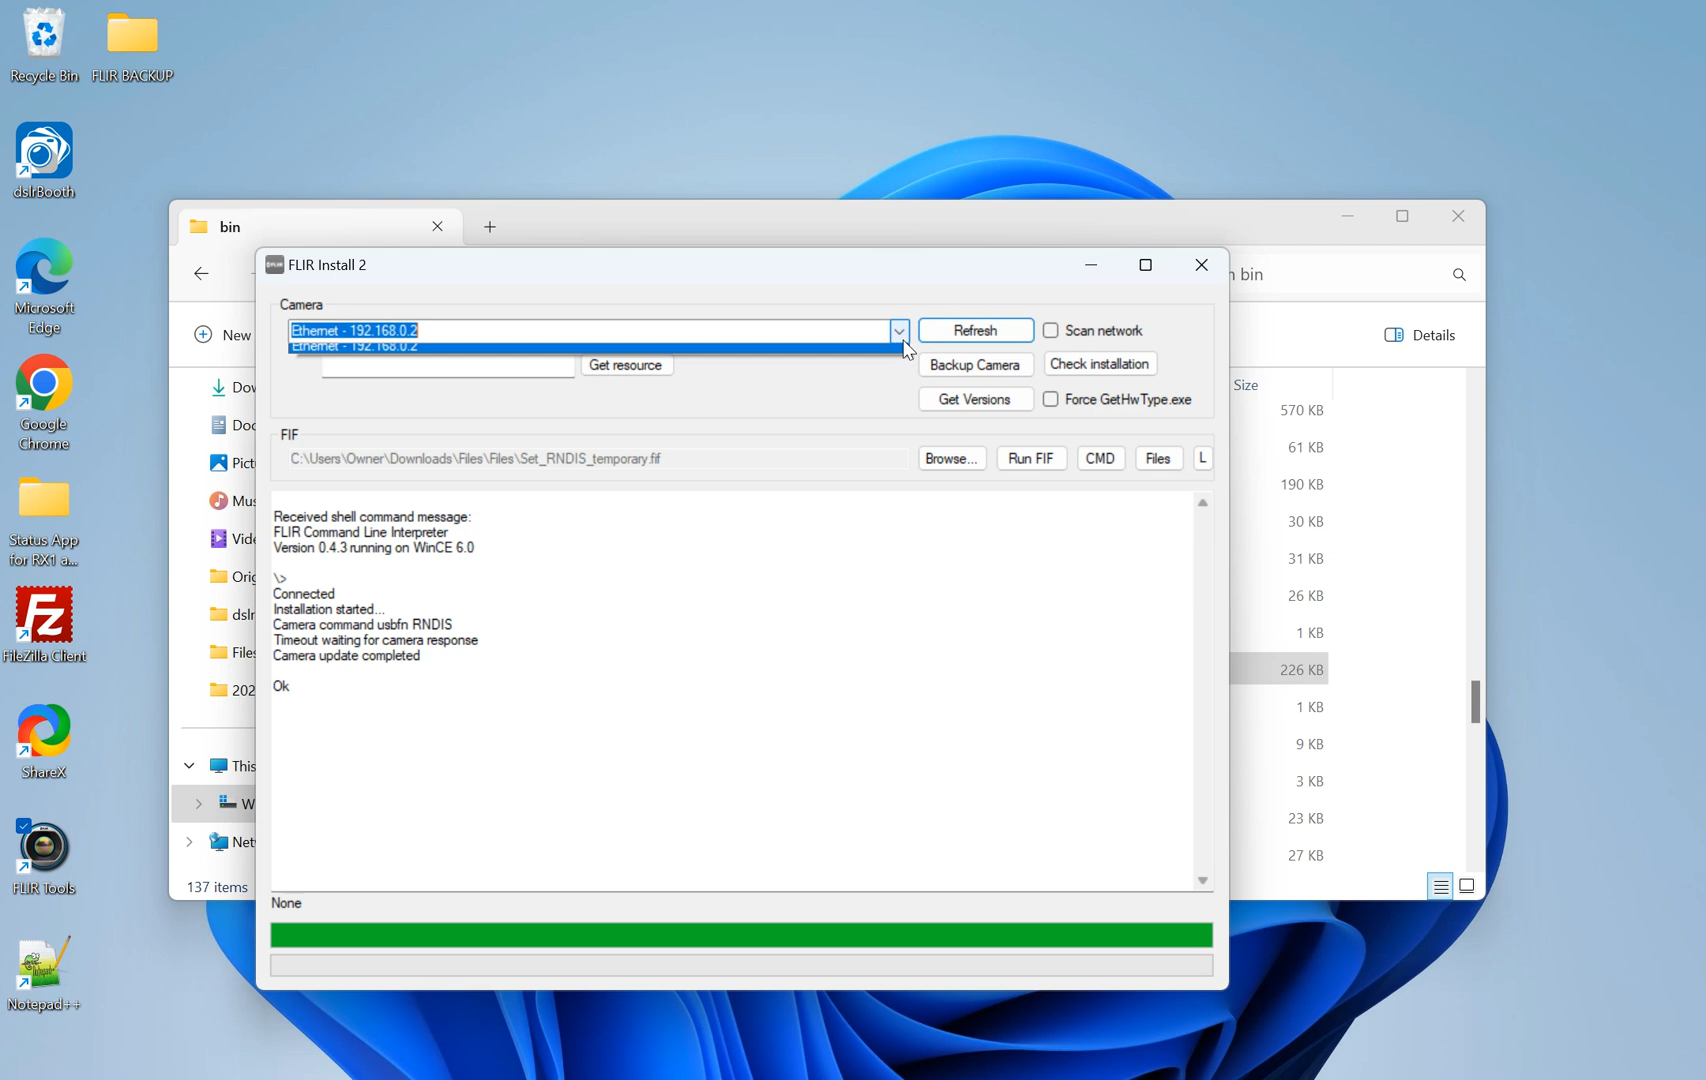 Recycle Bin
FLIR BACKUP
dslrBooth
Microsoft
Edge
Google
Chrome
Status App
for RX1 a...
FileZilla Client
ShareX
FLIR Tools
Notepad++
bin
bin
New
Details
Size
570 KB
61 KB
190 KB
30 KB
31 KB
26 KB
1 KB
226 KB
1 KB
9 KB
3 KB
23 KB
27 KB
Dov
Doc
Pict
Mus
Vide
Orig
dslr
Files
202
This
W
Netv
137 items
FLIR Install 2
Camera
Ethernet - 192.168.0.2
Ethernet - 192.168.0.2
Refresh
Scan network
Get resource
Backup Camera
Check installation
Get Versions
Force GetHwType.exe
FIF
C:\Users\Owner\Downloads\Files\Files\Set_RNDIS_temporary.fif
Browse...
Run FIF
CMD
Files
L
Received shell command message:
FLIR Command Line Interpreter
Version 0.4.3 running on WinCE 6.0
\>
Connected
Installation started...
Camera command usbfn RNDIS
Timeout waiting for camera response
Camera update completed
Ok
None